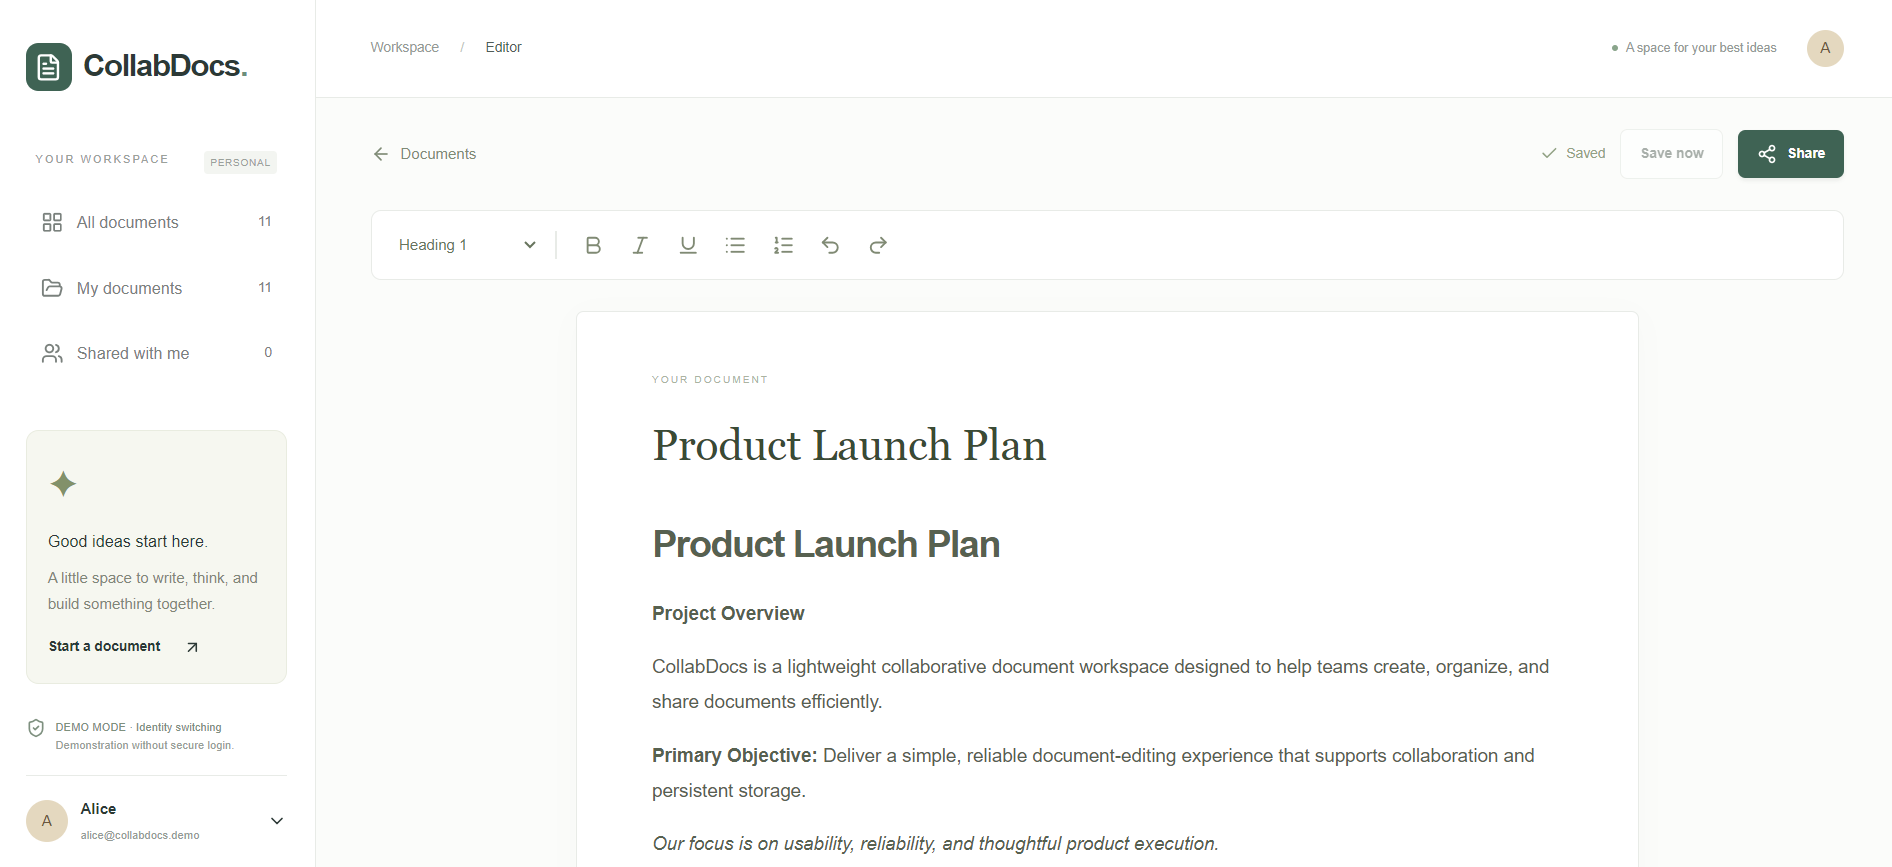 CollabDocs.
YOUR WORKSPACE
PERSONAL
All documents
11
My documents
11
Shared with me
0
Good ideas start here.
A little space to write, think, and
build something together.
Start a document
DEMO MODE · Identity switching
Demonstration without secure login.
A
Alice
alice@collabdocs.demo
Workspace / Editor
A space for your best ideas
A
Documents
Saved
Save now
Share
Heading 1
YOUR DOCUMENT
Product Launch Plan
Product Launch Plan
Project Overview
CollabDocs is a lightweight collaborative document workspace designed to help teams create, organize, and
share documents efficiently.
Primary Objective: Deliver a simple, reliable document-editing experience that supports collaboration and
persistent storage.
Our focus is on usability, reliability, and thoughtful product execution.